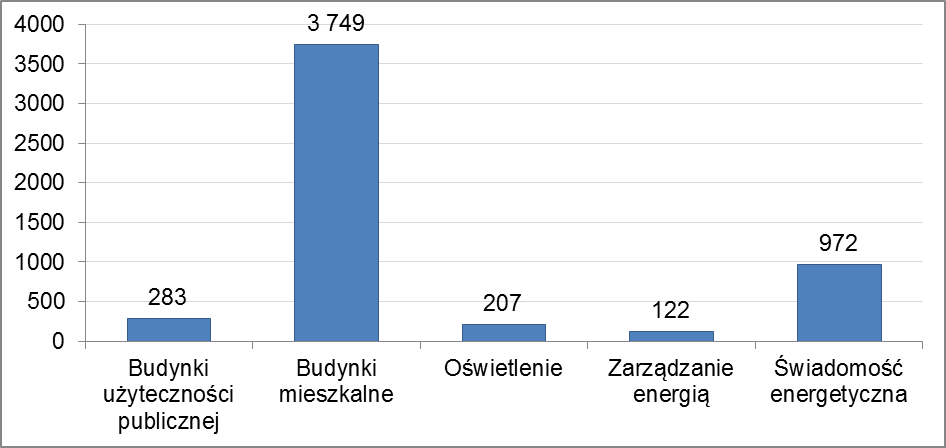 4000
3500
3000
2500
2000
1500
1000
500
0
283
3 749
207
122
972
Budynki
użyteczności
publicznej
Budynki
mieszkalne
Oświetlenie
Zarządzanie
energią
Świadomość
energetyczna